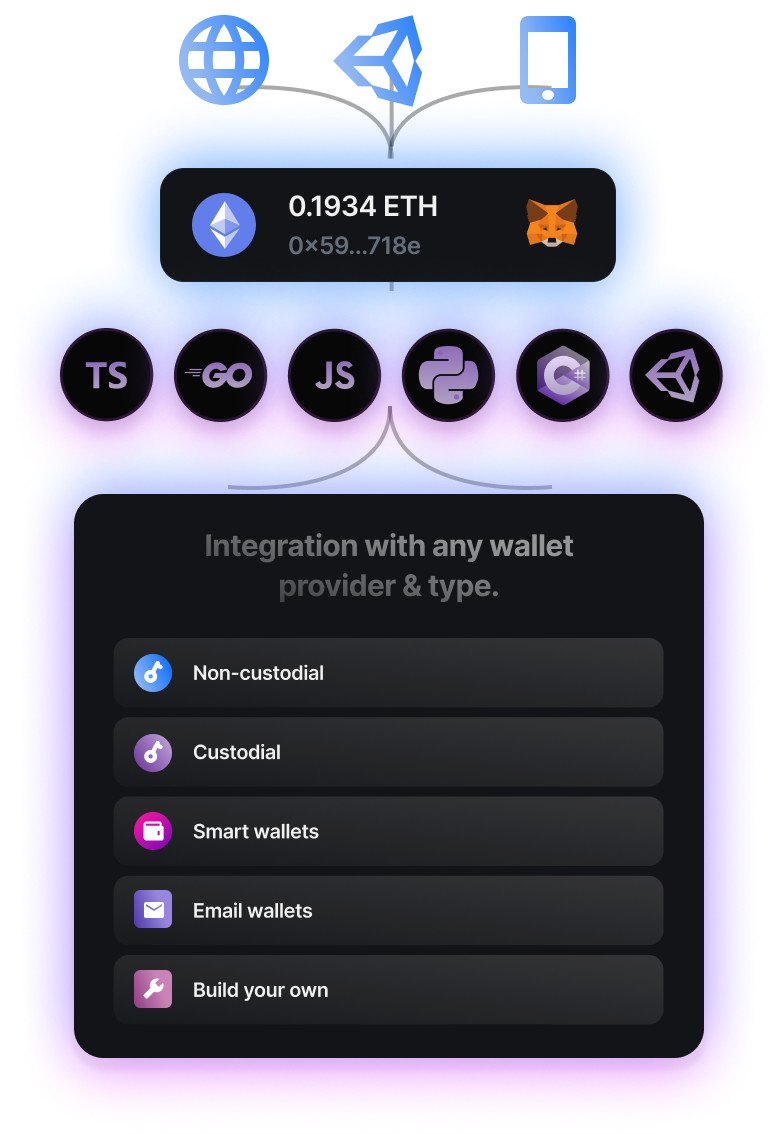 0.1934 ETH
0×59...718e
TS GO JS C#
Integration with any wallet
provider & type.
Non-custodial
Custodial
Smart wallets
Email wallets
Build your own